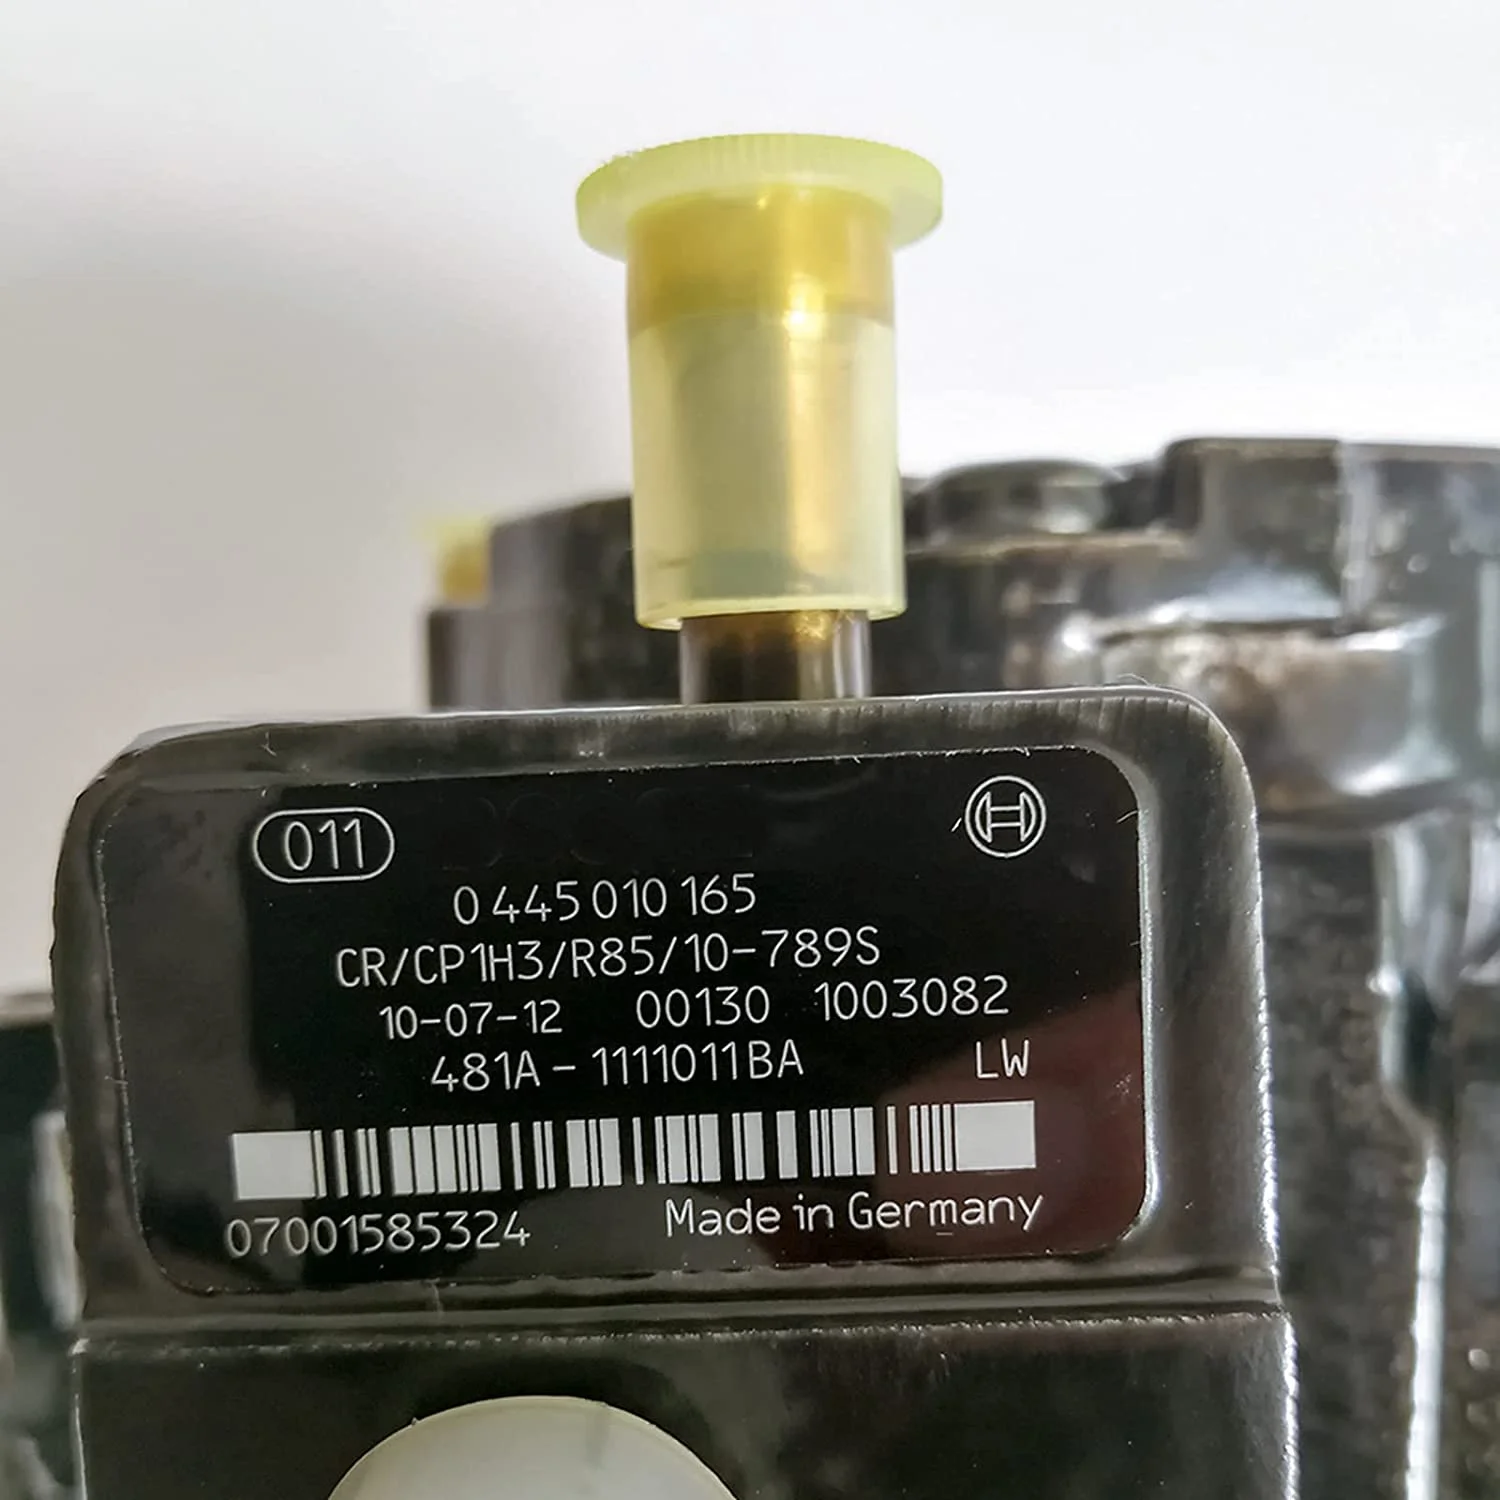 011
0 445 010 165
CR/CP1H3/R85/10-789S
10-07-12 00130 1003082
481A-1111011BA LW
07001585324 Made in Germany